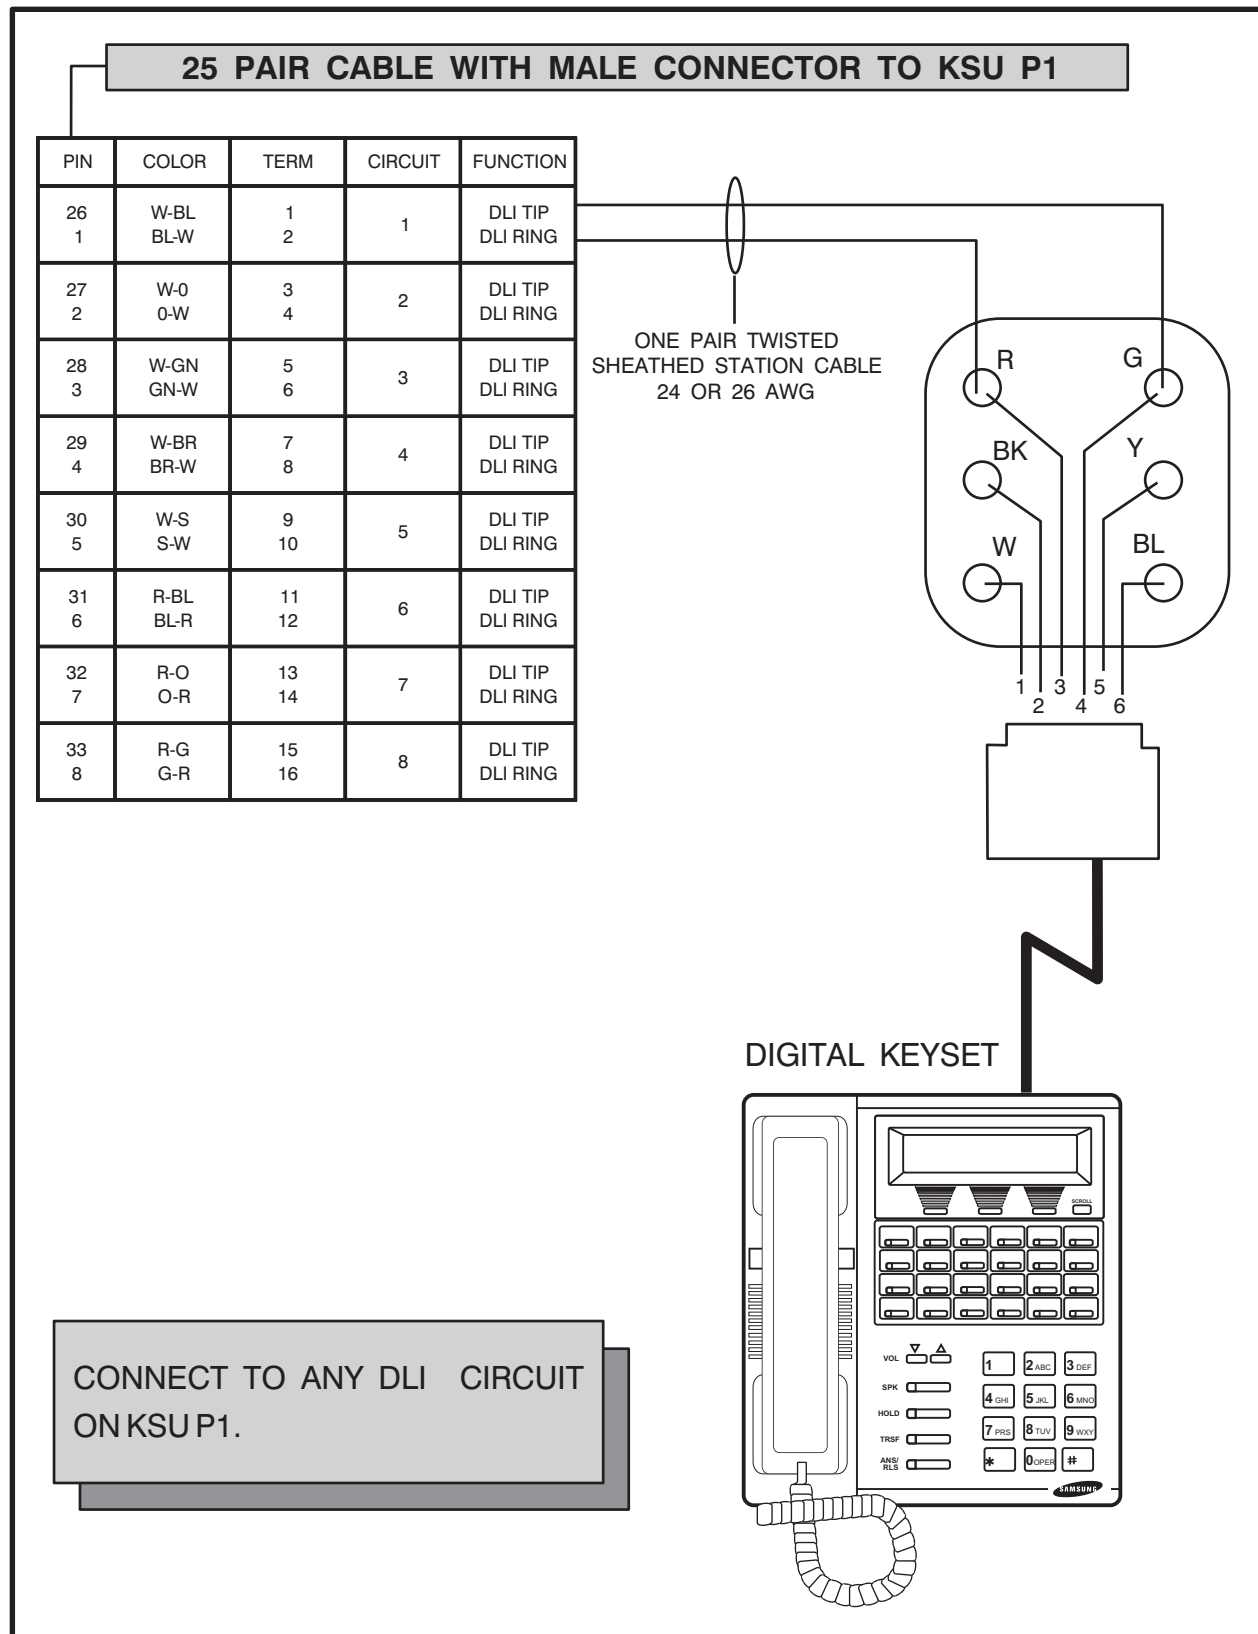 25 PAIR CABLE WITH MALE CONNECTOR TO KSU P1
PIN COLOR TERM CIRCUIT FUNCTION
26 W-BL 1 DLI TIP
1
1 BL-W 2 DLI RING
27 W-0 3 DLI TIP
2
2 0-W 4 DLI RING
28 W-GN 5 DLI TIP
3
3 GN-W 6 DLI RING
29 W-BR 7 DLI TIP
4
4 BR-W 8 DLI RING
30 W-S 9 DLI TIP
5
5 S-W 10 DLI RING
31 R-BL 11 DLI TIP
6
6 BL-R 12 DLI RING
32 R-O 13 DLI TIP
7
7 O-R 14 DLI RING
33 R-G 15 DLI TIP
8
8 G-R 16 DLI RING
ONE PAIR TWISTED
SHEATHED STATION CABLE
24 OR 26 AWG
R G
BK Y
W BL
1 3 5
2 4 6
DIGITAL KEYSET
SCROLL
VOL
SPK
HOLD
TRSF
ANS/
RLS
1 2 ABC 3 DEF
4 GHI 5 JKL 6 MNO
7 PRS 8 TUV 9 WXY
* 0 OPER #
SAMSUNG
CONNECT TO ANY DLI CIRCUIT
ON KSU P1.